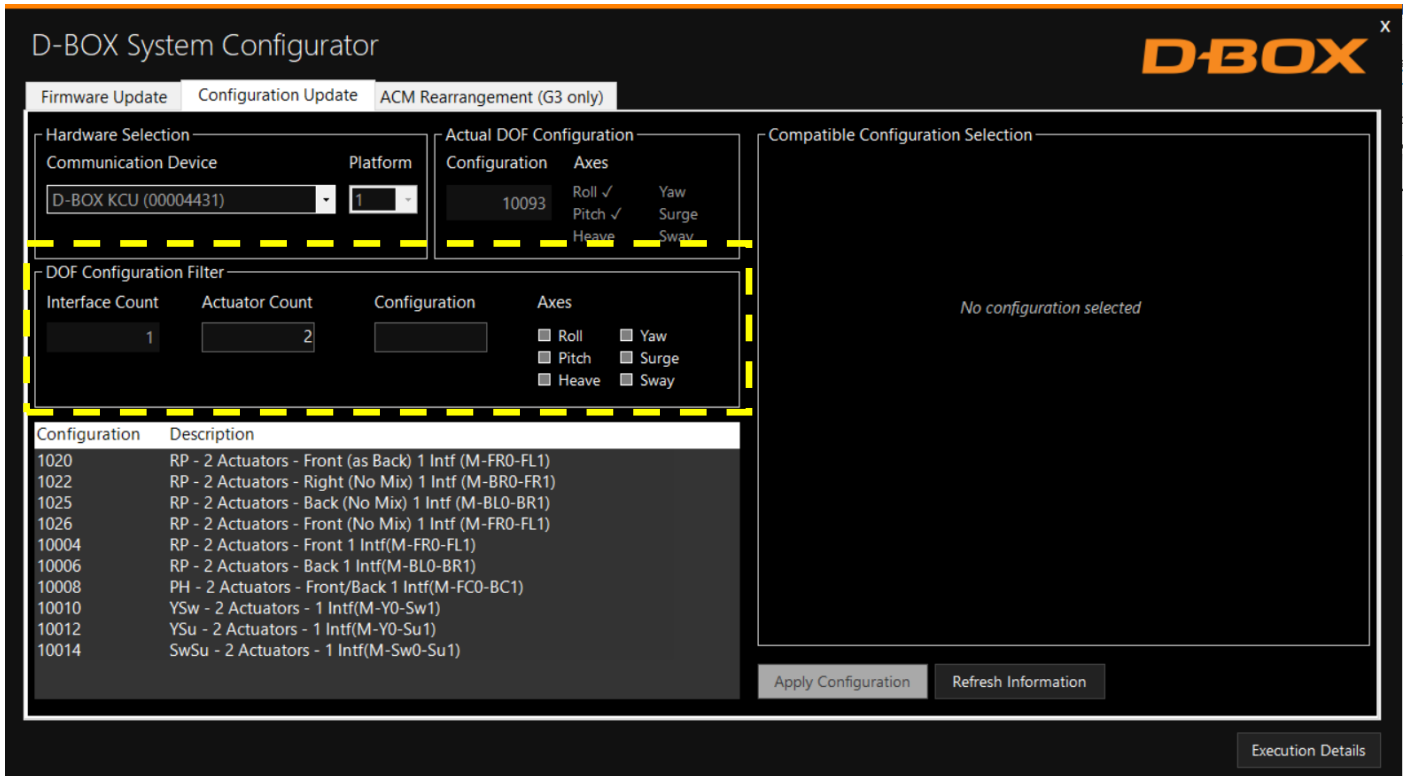 D-BOX System Configurator
D-BOX
X
Firmware Update Configuration Update ACM Rearrangement (G3 only)
Hardware Selection
Communication Device Platform
D-BOX KCU (00004431) 1
Actual DOF Configuration
Configuration Axes
10093
Roll ✓ Yaw
Pitch ✓ Surge
Heave Sway
DOF Configuration Filter
Interface Count Actuator Count Configuration Axes
1 2
Roll Yaw
Pitch Surge
Heave Sway
Configuration Description
1020 RP - 2 Actuators - Front (as Back) 1 Intf (M-FR0-FL1)
1022 RP - 2 Actuators - Right (No Mix) 1 Intf (M-BR0-FR1)
1025 RP - 2 Actuators - Back (No Mix) 1 Intf (M-BL0-BR1)
1026 RP - 2 Actuators - Front (No Mix) 1 Intf (M-FR0-FL1)
10004 RP - 2 Actuators - Front 1 Intf(M-FR0-FL1)
10006 RP - 2 Actuators - Back 1 Intf(M-BL0-BR1)
10008 PH - 2 Actuators - Front/Back 1 Intf(M-FC0-BC1)
10010 YSw - 2 Actuators - 1 Intf(M-Y0-Sw1)
10012 YSu - 2 Actuators - 1 Intf(M-Y0-Su1)
10014 SwSu - 2 Actuators - 1 Intf(M-Sw0-Su1)
Compatible Configuration Selection
No configuration selected
Apply Configuration Refresh Information
Execution Details